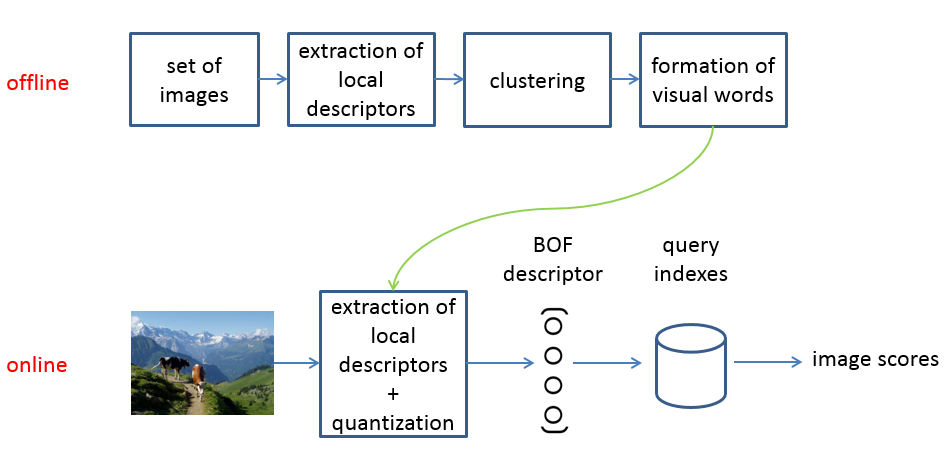 offline
set of
images
extraction of
local
descriptors
clustering
formation of
visual words
online
extraction of
local
descriptors
+
quantization
BOF
descriptor
query
indexes
image scores